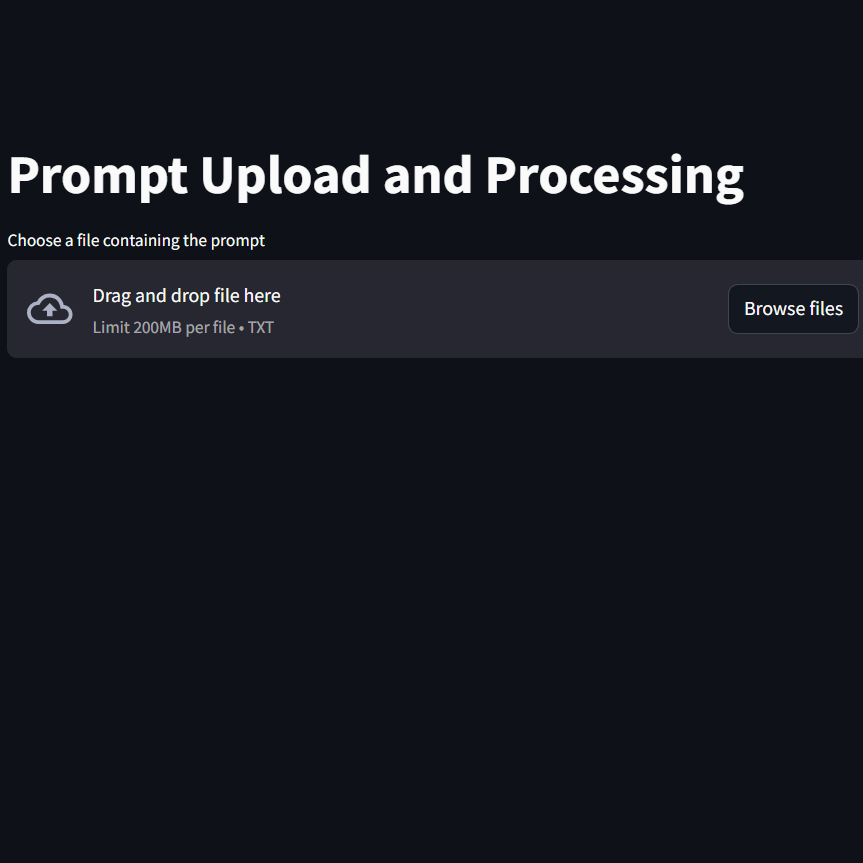 Prompt Upload and Processing
Choose a file containing the prompt
Drag and drop file here
Limit 200MB per file • TXT
Browse files